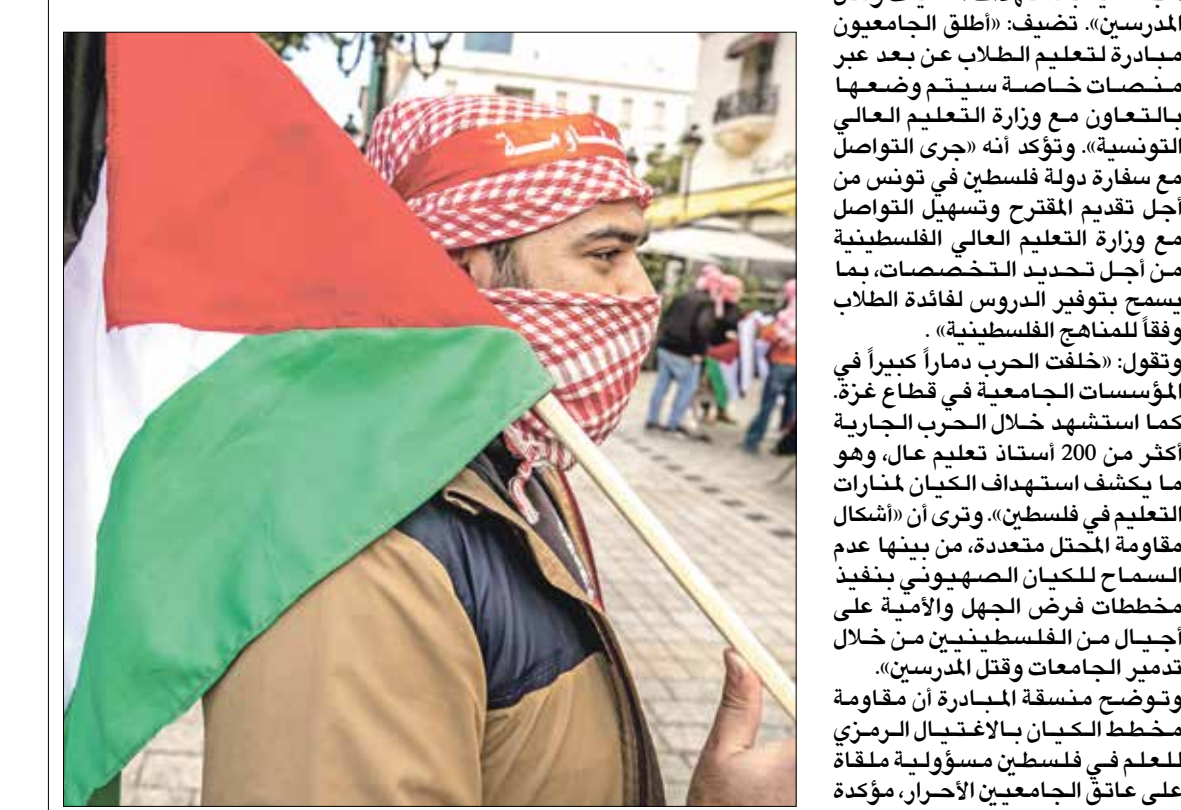 المدرسين». تضيف: «أطلق الجامعيون
مبادرة لتعليم الطلاب عن بعد عبر
منصات خاصة سيتم وضعها
بالتعاون مع وزارة التعليم العالي
التونسية». وتؤكد أنه «جرى التواصل
مع سفارة دولة فلسطين في تونس من
أجل تقديم المقترح وتسهيل التواصل
مع وزارة التعليم العالي الفلسطينية
من أجل تحديد التخصصات، بما
يسمح بتوفير الدروس لفائدة الطلاب
وفقاً للمناهج الفلسطينية» .
وتقول: «خلفت الحرب دماراً كبيراً في
المؤسسات الجامعية في قطاع غزة.
كما استشهد خلال الحرب الجارية
أكثر من 200 أستاذ تعليم عال، وهو
ما يكشف استهداف الكيان لمنارات
التعليم في فلسطين». وترى أن «أشكال
مقاومة المحتل متعددة، من بينها عدم
السماح للكيان الصهيوني بنفيذ
مخططات فرض الجهل والأمية على
أجيال من الفلسطينيين من خلال
تدمير الجامعات وقتل المدرسين».
وتوضح منسقة المبادرة أن مقاومة
مخطط الكيان بالاغتيال الرمزي
للعلم في فلسطين مسؤولية ملقاة
على عاتق الجامعيين الأحرار، مؤكدة